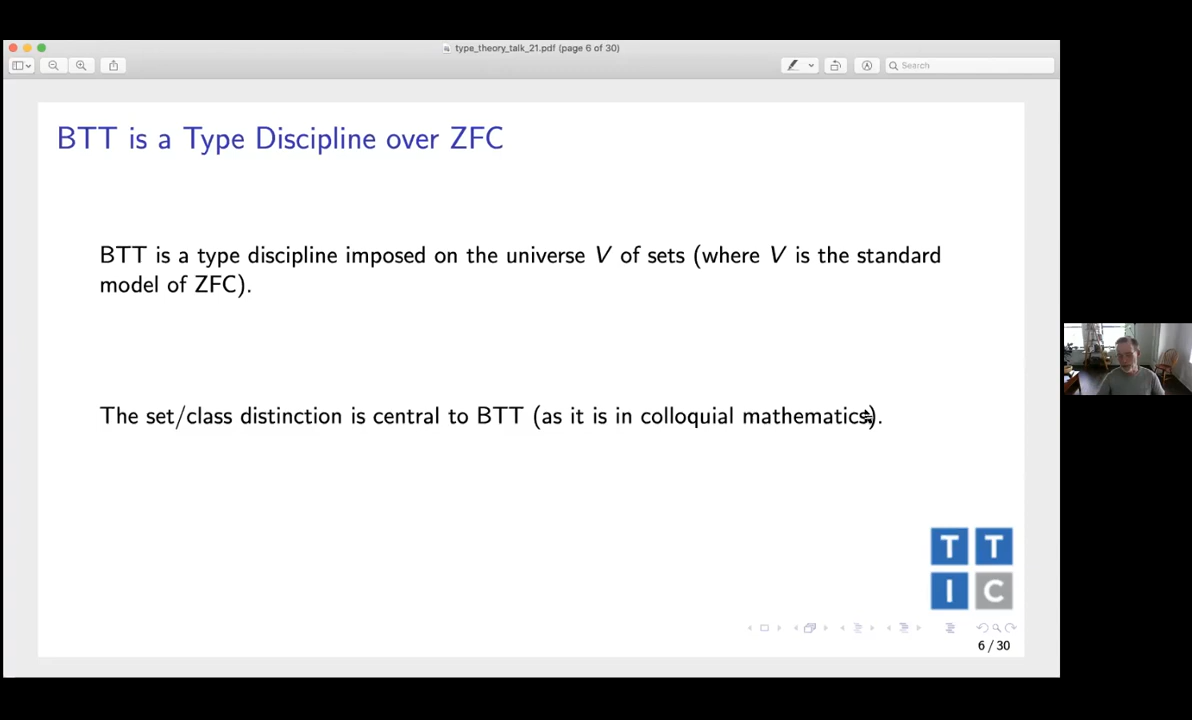 type_theory_talk_21.pdf (page 6 of 30)
Search
BTT is a Type Discipline over ZFC
BTT is a type discipline imposed on the universe V of sets (where V is the standard
model of ZFC).
The set/class distinction is central to BTT (as it is in colloquial mathematics).
T T
I C
6 / 30